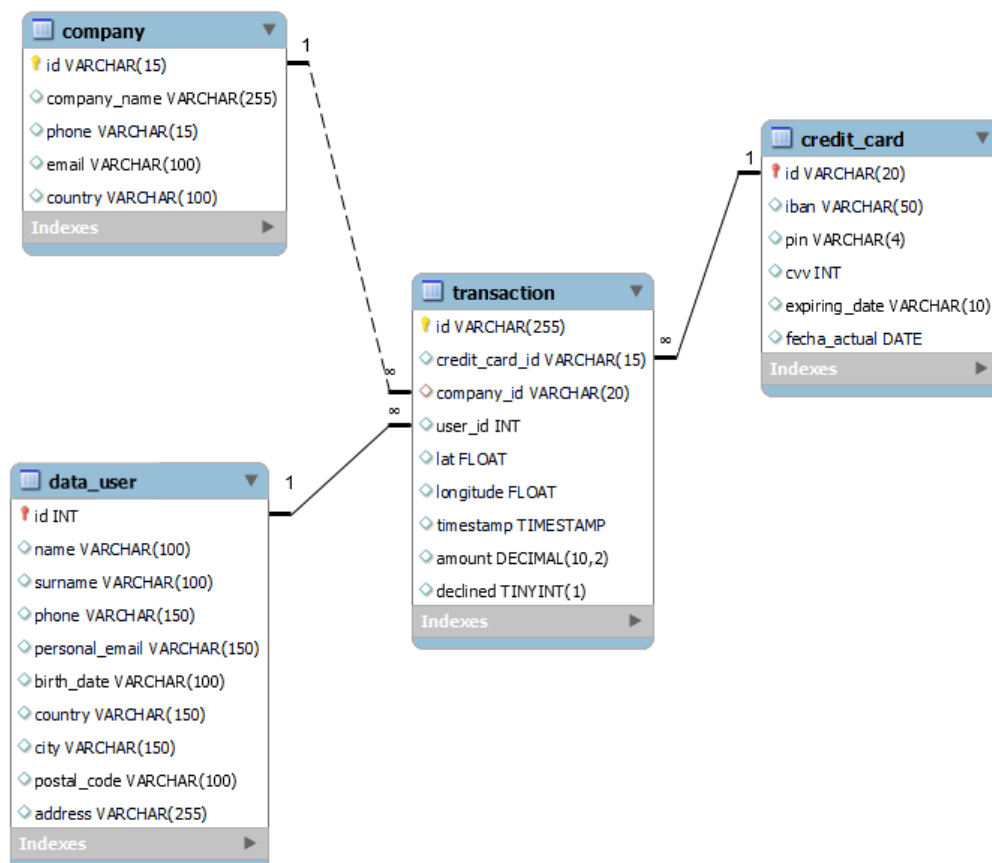 company
id VARCHAR(15)
company_name VARCHAR(255)
phone VARCHAR(15)
email VARCHAR(100)
country VARCHAR(100)
Indexes
1
∞
credit_card
id VARCHAR(20)
iban VARCHAR(50)
pin VARCHAR(4)
cvv INT
expiring_date VARCHAR(10)
fecha_actual DATE
Indexes
1
∞
transaction
id VARCHAR(255)
credit_card_id VARCHAR(15)
company_id VARCHAR(20)
user_id INT
lat FLOAT
longitude FLOAT
timestamp TIMESTAMP
amount DECIMAL(10,2)
declined TINYINT(1)
Indexes
∞
1
data_user
id INT
name VARCHAR(100)
surname VARCHAR(100)
phone VARCHAR(150)
personal_email VARCHAR(150)
birth_date VARCHAR(100)
country VARCHAR(150)
city VARCHAR(150)
postal_code VARCHAR(100)
address VARCHAR(255)
Indexes